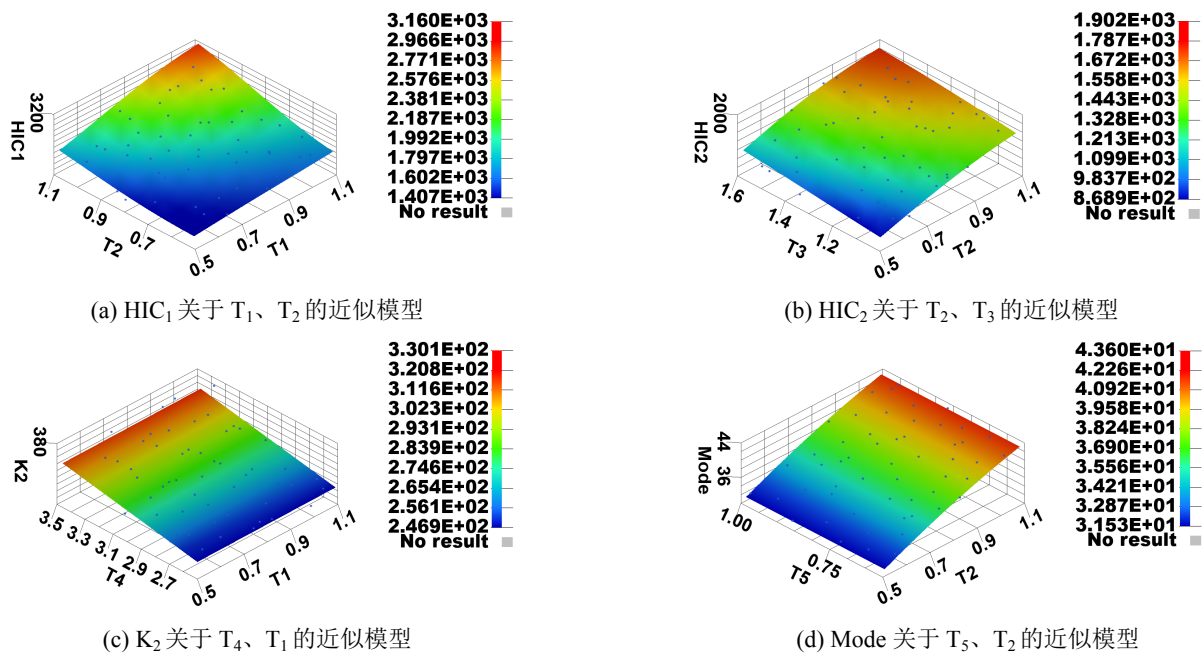 3.160E+03
2.966E+03
2.771E+03
2.576E+03
2.381E+03
2.187E+03
1.992E+03
1.797E+03
1.602E+03
1.407E+03
No result
3200
HIC1
1.1
0.9
0.7
T2
0.5
0.7
0.9
1.1
T1
(a) HIC₁ 关于 T₁、T₂ 的近似模型
1.902E+03
1.787E+03
1.672E+03
1.558E+03
1.443E+03
1.328E+03
1.213E+03
1.099E+03
9.837E+02
8.689E+02
No result
2000
HIC2
1.6
1.4
1.2
T3
0.5
0.7
0.9
1.1
T2
(b) HIC₂ 关于 T₂、T₃ 的近似模型
3.301E+02
3.208E+02
3.116E+02
3.023E+02
2.931E+02
2.839E+02
2.746E+02
2.654E+02
2.561E+02
2.469E+02
No result
380
K2
3.5
3.3
3.1
2.9
2.7
T4
0.5
0.7
0.9
1.1
T1
(c) K₂ 关于 T₄、T₁ 的近似模型
4.360E+01
4.226E+01
4.092E+01
3.958E+01
3.824E+01
3.690E+01
3.556E+01
3.421E+01
3.287E+01
3.153E+01
No result
44
36
Mode
1.00
0.75
T5
0.5
0.7
0.9
1.1
T2
(d) Mode 关于 T₅、T₂ 的近似模型